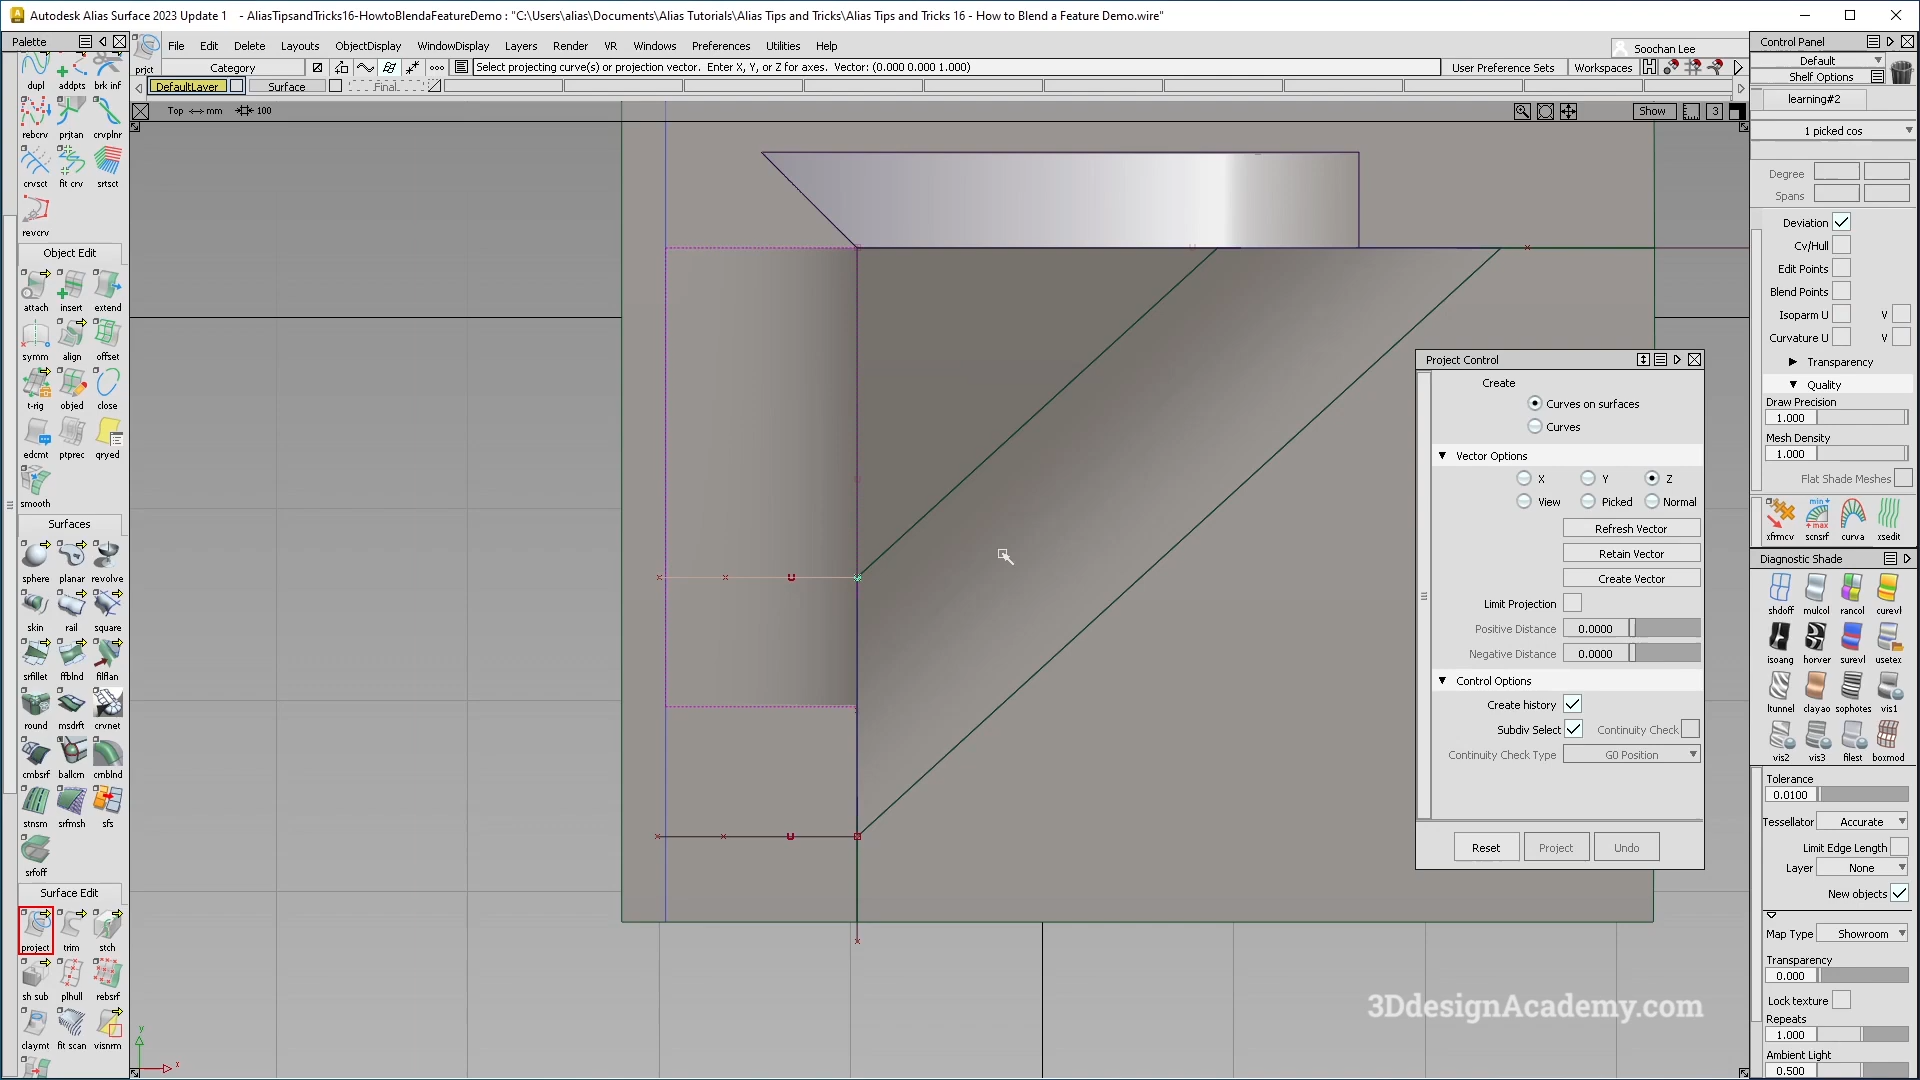 Autodesk Alias Surface 2023 Update 1 - AliasTipsandTricks16-HowtoBlendaFeatureDemo : "C:\Users\alias\Documents\Alias Tutorials\Alias Tips and Tricks\Alias Tips and Tricks 16 - How to Blend a Feature Demo.wire"
Palette
File Edit Delete Layouts ObjectDisplay WindowDisplay Layers Render VR Windows Preferences Utilities Help
Soochan Lee
Control Panel
prjct
Category
Select projecting curve(s) or projection vector. Enter X, Y, or Z for axes. Vector: (0.000 0.000 1.000)
User Preference Sets
Workspaces
Default
Shelf Options
DefaultLayer
Surface
Final
learning#2
Top mm 100
Show
3
1 picked cos
Degree
Spans
Deviation
Cv/Hull
Edit Points
Blend Points
Isoparm U V
Curvature U V
Transparency
Quality
Draw Precision
1.000
Mesh Density
1.000
Flat Shade Meshes
xfrmcv scnsrf curva xsedit
Diagnostic Shade
shdoff mulcol rancol curevl
isoang horver surevl usetex
ltunnel clayao sophotes vis1
vis2 vis3 filest boxmod
Tolerance
0.0100
Tessellator Accurate
Limit Edge Length
Layer None
New objects
Map Type Showroom
Transparency
0.000
Lock texture
Repeats
1.000
Ambient Light
0.500
dupl addpts brk inf
rebcrv prjtan crvplnr
crvsct fit crv srtsct
revcrv
Object Edit
attach insert extend
symm align offset
t-rig objed close
edcmt ptprec qryed
smooth
Surfaces
sphere planar revolve
skin rail square
srfillet ffblnd filflan
round msdrft crvnet
cmbsrf ballcrn cmblnd
stnsm srfmsh sfs
srfoff
Surface Edit
project trim stch
sh sub plhull rebsrf
claymt fit scan visnrm
Project Control
Create
Curves on surfaces
Curves
Vector Options
X Y Z
View Picked Normal
Refresh Vector
Retain Vector
Create Vector
Limit Projection
Positive Distance 0.0000
Negative Distance 0.0000
Control Options
Create history
Subdiv Select Continuity Check
Continuity Check Type G0 Position
Reset Project Undo
y
x
3DdesignAcademy.com